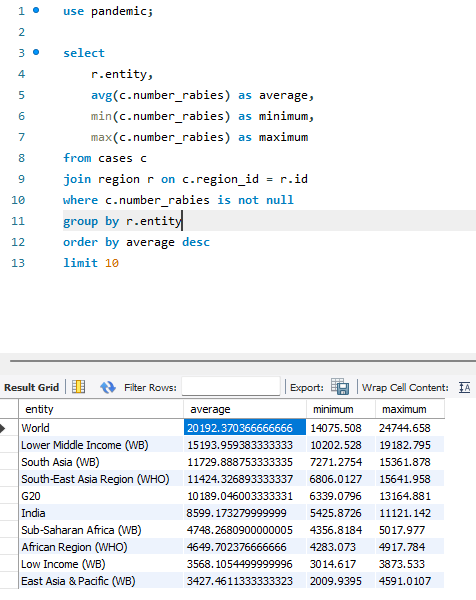 1 use pandemic;
2
3 select
4 r.entity,
5 avg(c.number_rabies) as average,
6 min(c.number_rabies) as minimum,
7 max(c.number_rabies) as maximum
8 from cases c
9 join region r on c.region_id = r.id
10 where c.number_rabies is not null
11 group by r.entity
12 order by average desc
13 limit 10
Result Grid Filter Rows: Export: Wrap Cell Content: IA
entity average minimum maximum
World 20192.370366666666 14075.508 24744.658
Lower Middle Income (WB) 15193.959383333333 10202.528 19182.795
South Asia (WB) 11729.888753333335 7271.2754 15361.878
South-East Asia Region (WHO) 11424.326893333337 6806.0127 15641.958
G20 10189.046003333331 6339.0796 13164.881
India 8599.173279999999 5425.8726 11121.142
Sub-Saharan Africa (WB) 4748.2680900000005 4356.8184 5017.977
African Region (WHO) 4649.702376666666 4283.073 4917.784
Low Income (WB) 3568.1054499999996 3014.617 3873.533
East Asia & Pacific (WB) 3427.4611333333323 2009.9395 4591.0107